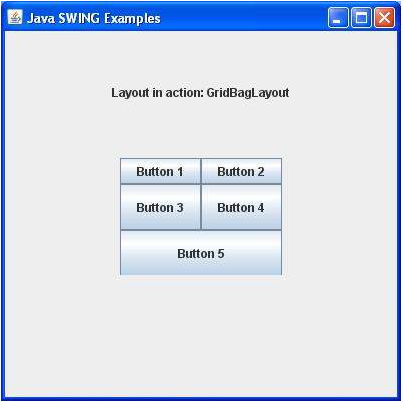 Java SWING Examples
Layout in action: GridBagLayout
Button 1 Button 2
Button 3 Button 4
Button 5